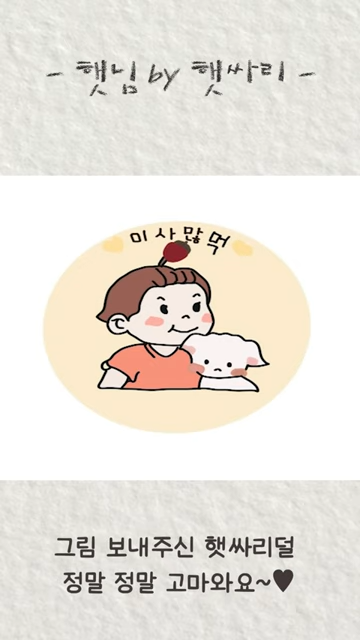 - 햇님 by 햇싸리 -
미사많먹
그림 보내주신 햇싸리덜
정말 정말 고마와요~♥